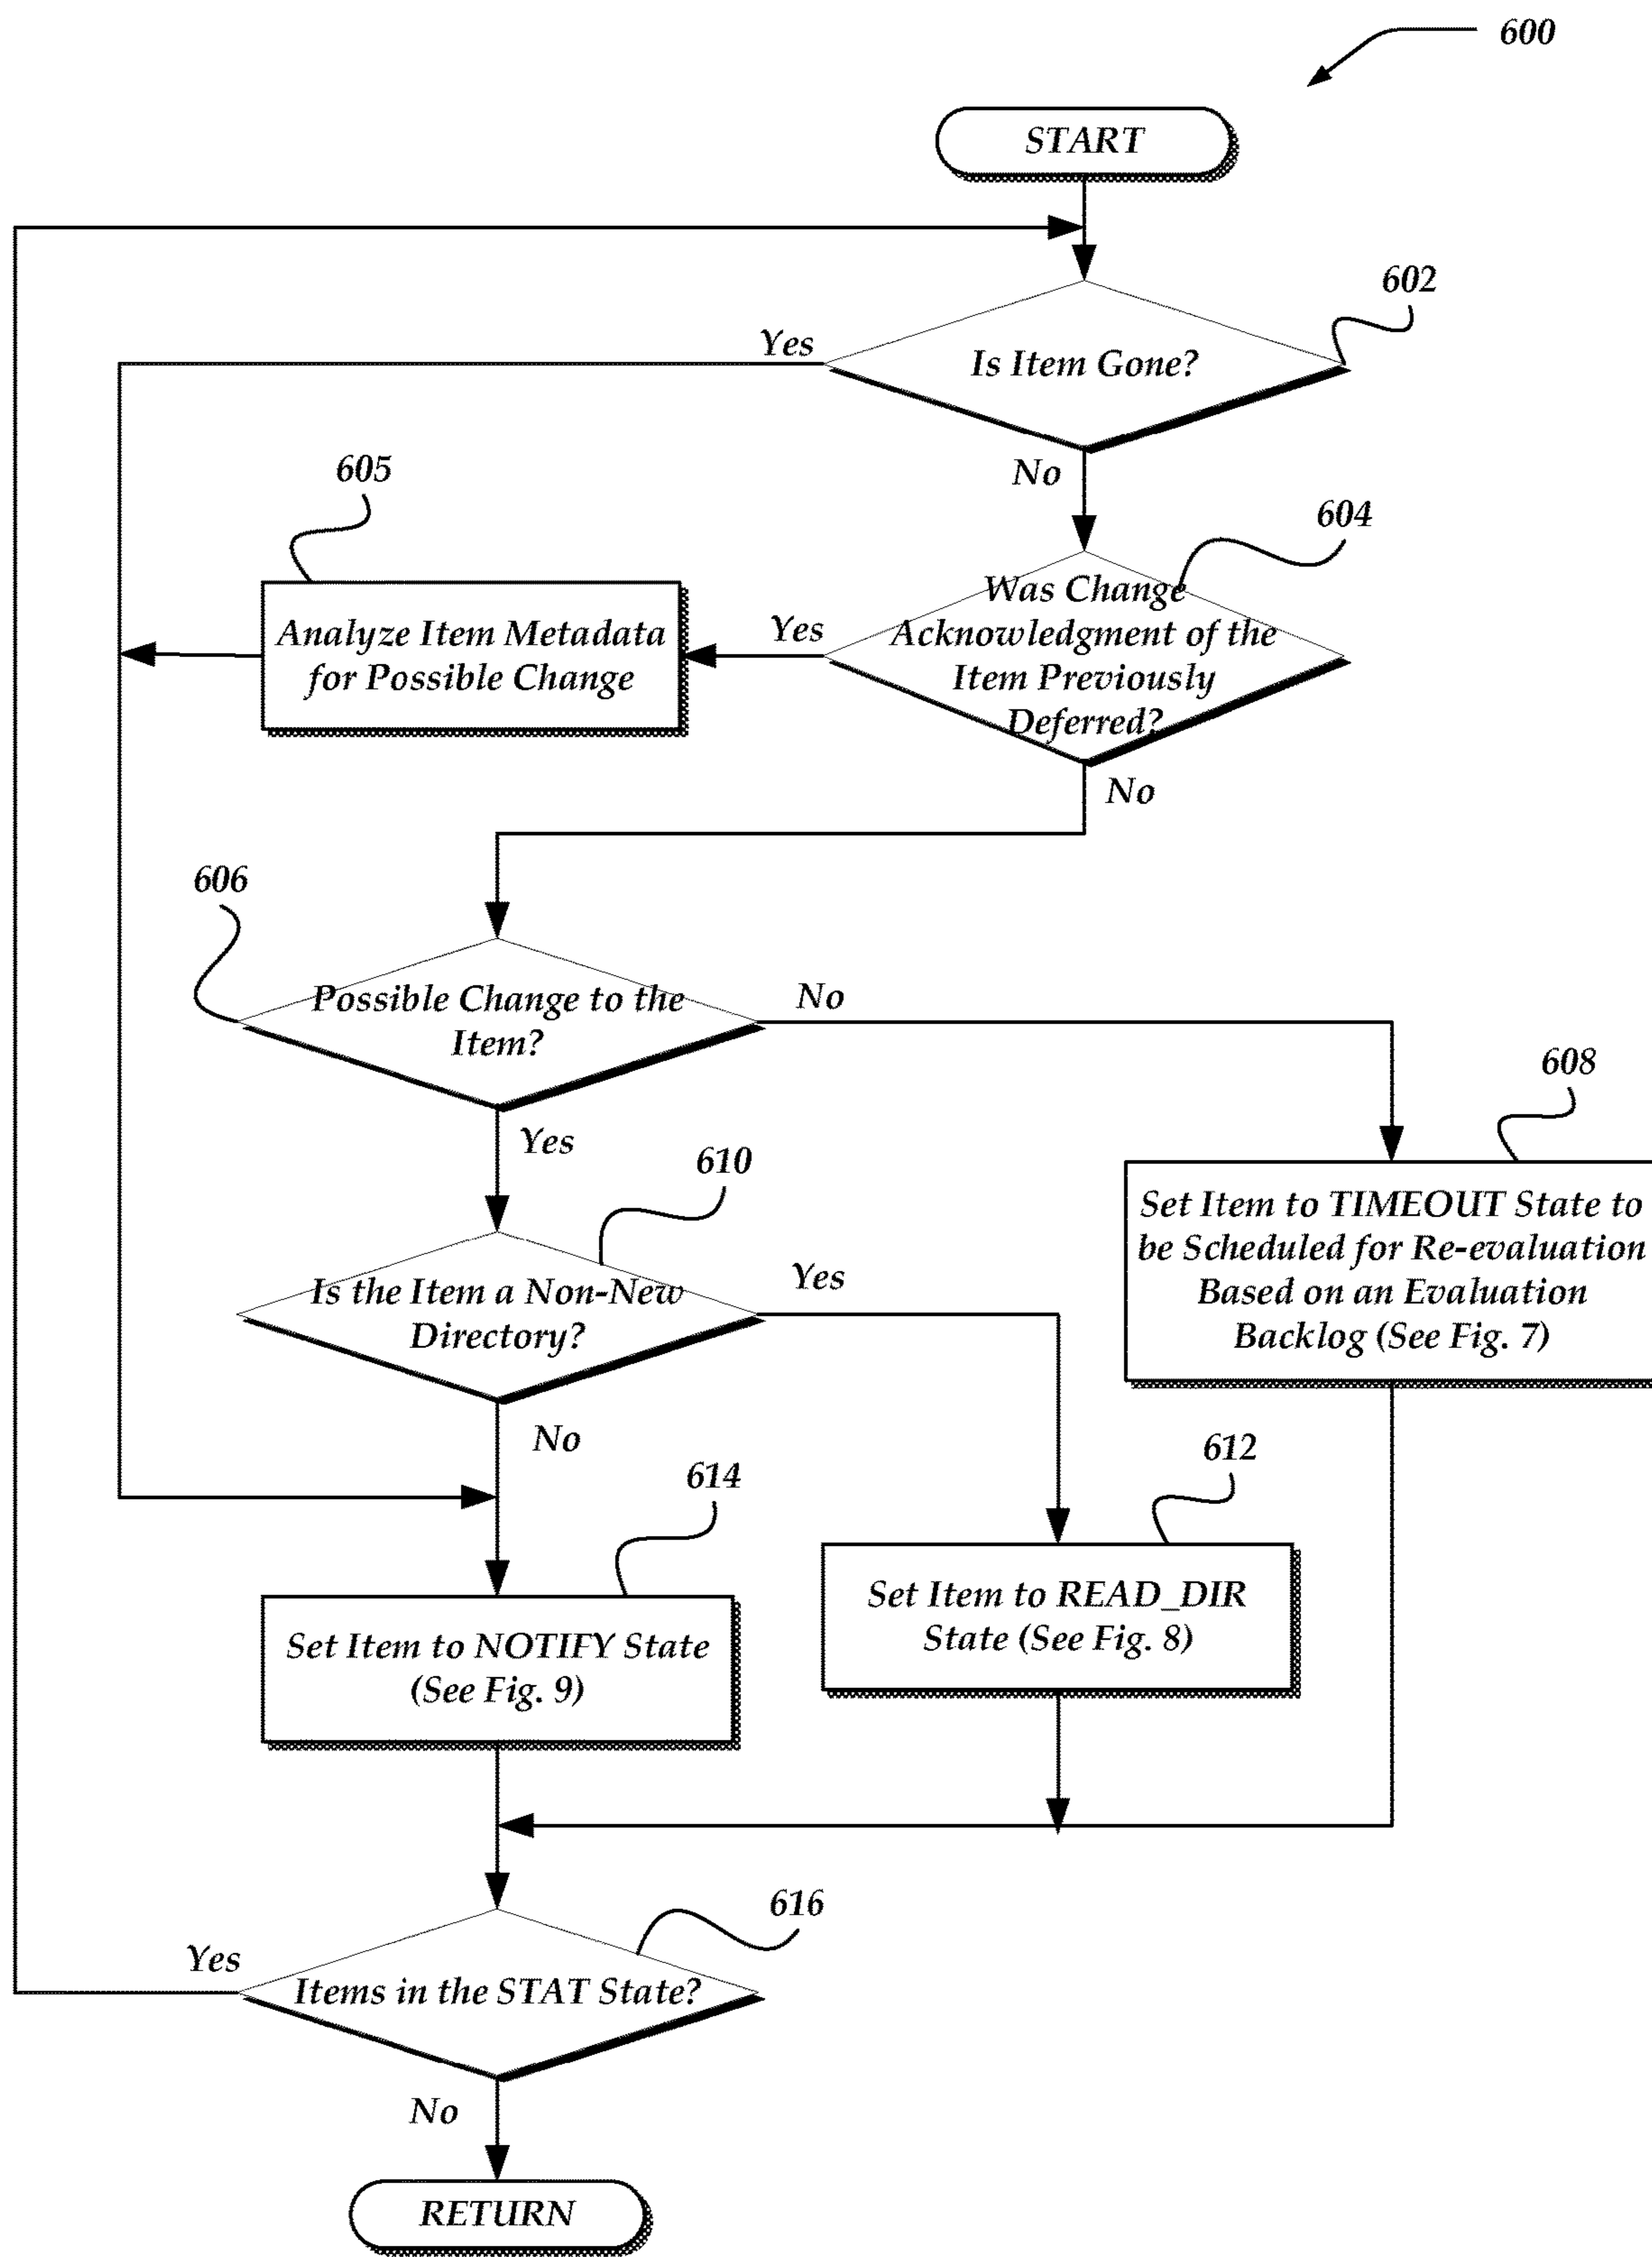 600
START
602
Yes
Is Item Gone?
No
605
604
Was Change
Acknowledgment of the
Item Previously
Deferred?
Yes
Analyze Item Metadata
for Possible Change
No
606
Possible Change to the
Item?
No
608
Yes
610
Set Item to TIMEOUT State to
be Scheduled for Re-evaluation
Based on an Evaluation
Backlog (See Fig. 7)
Is the Item a Non-New
Directory?
Yes
No
612
614
Set Item to READ_DIR
State (See Fig. 8)
Set Item to NOTIFY State
(See Fig. 9)
616
Yes
Items in the STAT State?
No
RETURN